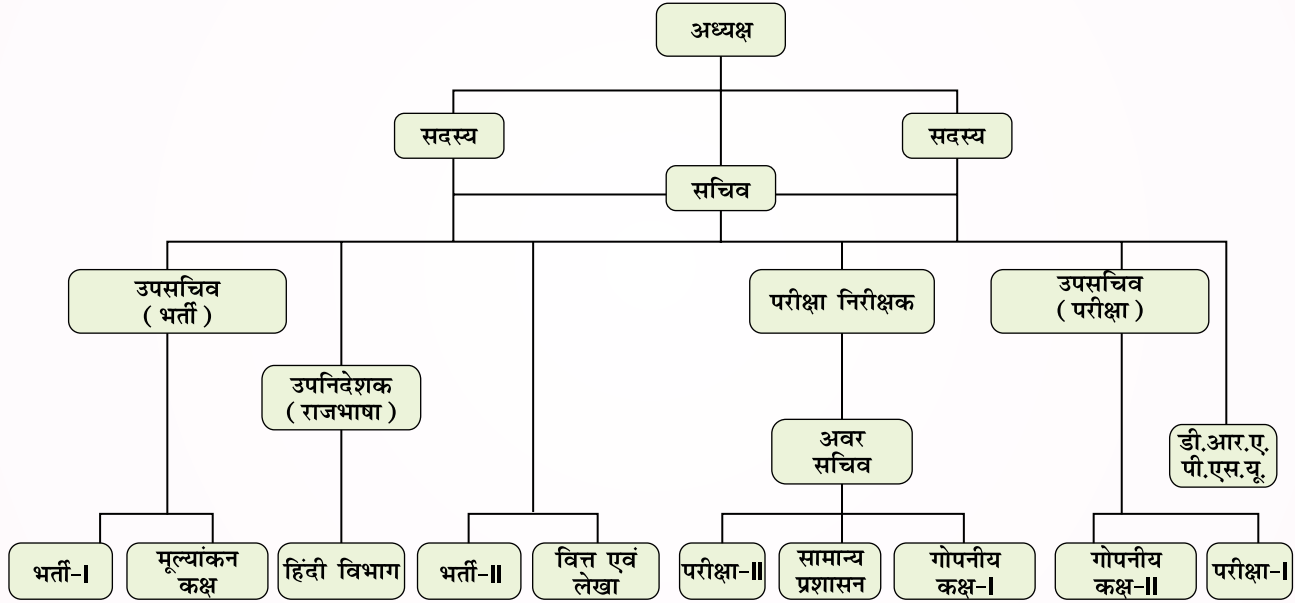 अध्यक्ष
सदस्य
सदस्य
सचिव
उपसचिव
( भर्ती )
परीक्षा निरीक्षक
उपसचिव
( परीक्षा )
उपनिदेशक
( राजभाषा )
अवर
सचिव
डी.आर.ए.
पी.एस.यू.
भर्ती-I
मूल्यांकन
कक्ष
हिंदी विभाग
भर्ती-II
वित्त एवं
लेखा
परीक्षा-II
सामान्य
प्रशासन
गोपनीय
कक्ष-I
गोपनीय
कक्ष-II
परीक्षा-I